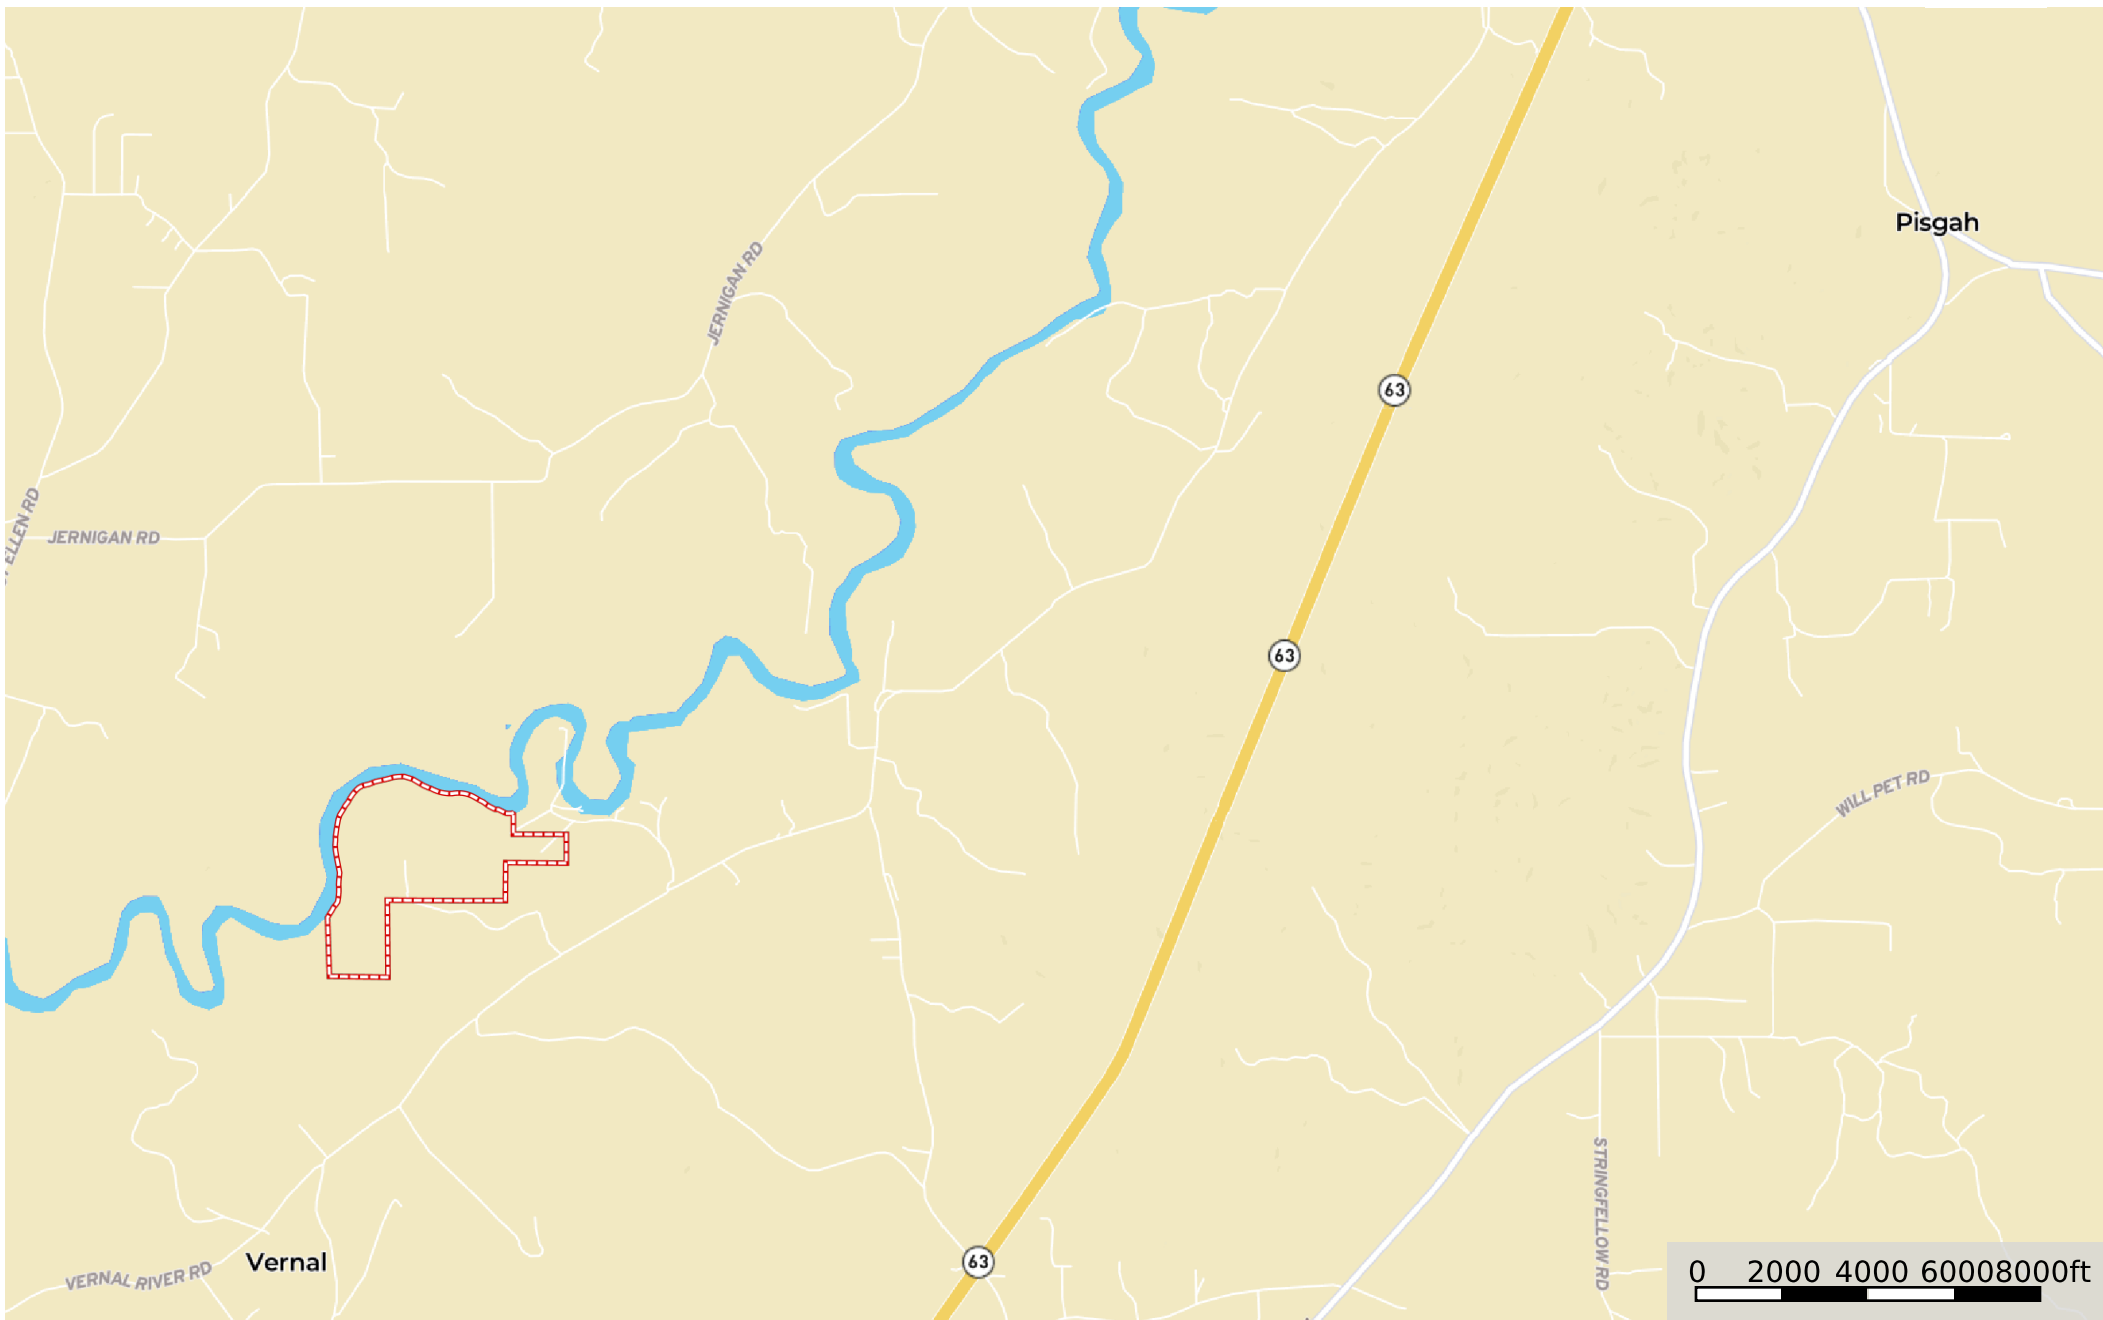 Pisgah
JERNIGAN RD
63
ELLEN RD
JERNIGAN RD
63
WILL PET RD
STRINGFELLOW RD
Vernal
VERNAL RIVER RD
63
0 2000 4000 6000 8000ft